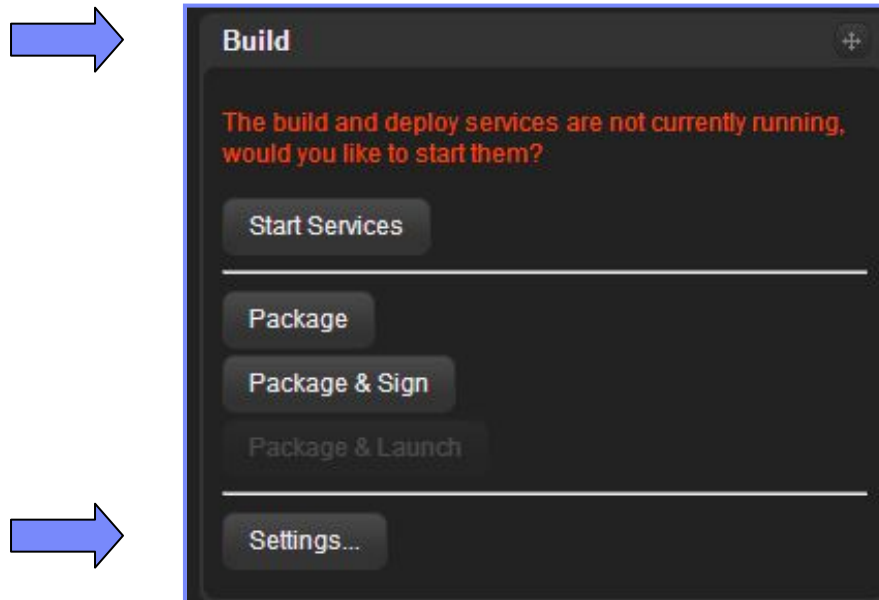 Build
The build and deploy services are not currently running,
would you like to start them?
Start Services
Package
Package & Sign
Package & Launch
Settings...